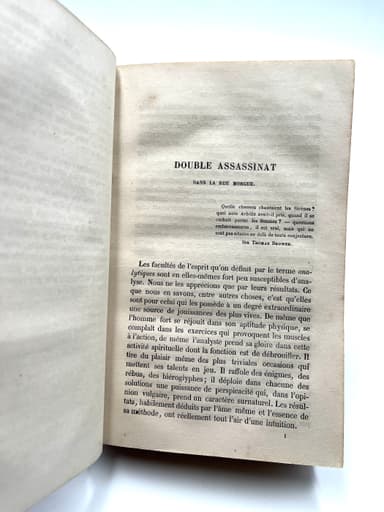 DOUBLE ASSASSINAT
DANS LA RUE MORGUE.
Quelle chanson chantaient les Sirènes?
quel nom Achille avait-il pris, quand il se
cachait parmi les femmes? — questions
embarrassantes, il est vrai, mais qui ne
sont pas situées au delà de toute conjecture.
Sir Thomas Browne.
Les facultés de l'esprit qu'on définit par le terme ana-
lytiques sont en elles-mêmes fort peu susceptibles d'ana-
lyse. Nous ne les apprécions que par leurs résultats. Ce
que nous en savons, entre autres choses, c'est qu'elles
sont pour celui qui les possède à un degré extraordinaire
une source de jouissances des plus vives. De même que
l'homme fort se réjouit dans son aptitude physique, se
complaît dans les exercices qui provoquent les muscles
à l'action, de même l'analyste prend sa gloire dans cette
activité spirituelle dont la fonction est de débrouiller. Il
tire du plaisir même des plus triviales occasions qui
mettent ses talents en jeu. Il raffole des énigmes, des
rébus, des hiéroglyphes; il déploie dans chacune des
solutions une puissance de perspicacité qui, dans l'opi-
nion vulgaire, prend un caractère surnaturel. Les résul-
tats, habilement déduits par l'âme même et l'essence de
sa méthode, ont réellement tout l'air d'une intuition.
1